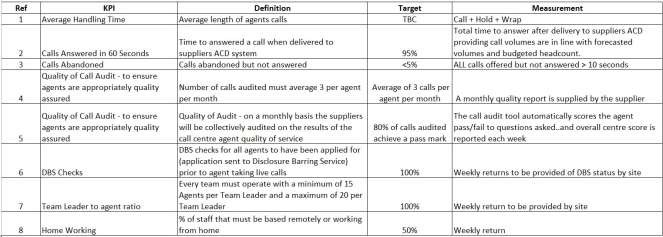 Ref KPI Definition Target Measurement
1 Average Handling Time Average length of agents calls TBC Call + Hold + Wrap
2 Calls Answered in 60 Seconds Time to answered a call when delivered to suppliers ACD system 95% Total time to answer after delivery to suppliers ACD providing call volumes are in line with forecasted volumes and budgeted headcount.
3 Calls Abandoned Calls abandoned but not answered <5% ALL calls offered but not answered > 10 seconds
4 Quality of Call Audit - to ensure agents are appropriately quality assured Number of calls audited must average 3 per agent per month Average of 3 calls per agent per month A monthly quality report is supplied by the supplier
5 Quality of Call Audit - to ensure agents are appropriately quality assured Quality of Audit - on a monthly basis the suppliers will be collectively audited on the results of the call centre agent quality of service 80% of calls audited achieve a pass mark The call audit tool automatically scores the agent pass/fail to questions asked..and overall centre score is reported each week
6 DBS Checks DBS checks for all agents to have been applied for (application sent to Disclosure Barring Service) prior to agent taking live calls 100% Weekly returns to be provided of DBS status by site
7 Team Leader to agent ratio Every team must operate with a minimum of 15 Agents per Team Leader and a maximum of 20 per Team Leader 100% Weekly return to be provided by site
8 Home Working % of staff that must be based remotely or working from home 50% Weekly return